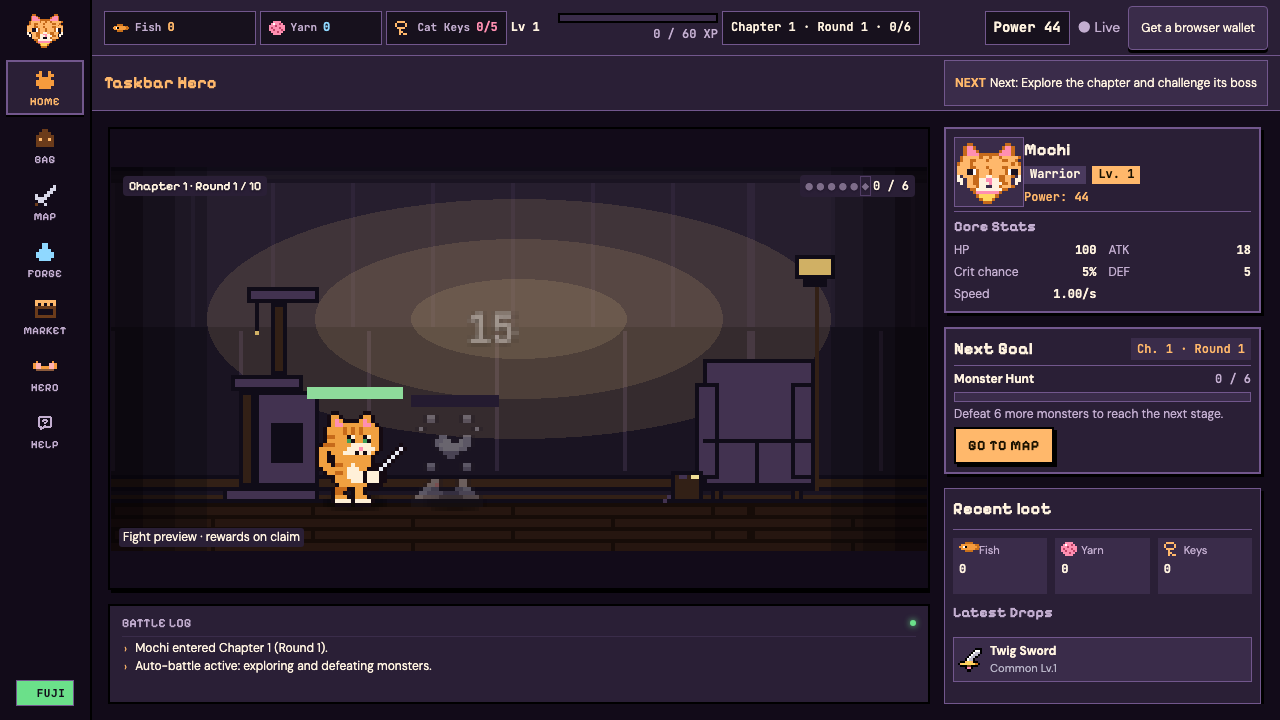 Fish 0
Yarn 0
Cat Keys 0/5
Lv 1
0 / 60 XP
Chapter 1 · Round 1 · 0/6
Power 44
Live
Get a browser wallet
HOME
BAG
MAP
FORGE
MARKET
HERO
HELP
FUJI
Taskbar Hero
NEXT Next: Explore the chapter and challenge its boss
Chapter 1 · Round 1 / 10
0 / 6
15
Fight preview · rewards on claim
BATTLE LOG
› Mochi entered Chapter 1 (Round 1).
› Auto-battle active: exploring and defeating monsters.
Mochi
Warrior Lv. 1
Power: 44
Core Stats
HP 100 ATK 18
Crit chance 5% DEF 5
Speed 1.00/s
Next Goal Ch. 1 · Round 1
Monster Hunt 0 / 6
Defeat 6 more monsters to reach the next stage.
GO TO MAP
Recent loot
Fish Yarn Keys
0 0 0
Latest Drops
Twig Sword
Common Lv.1